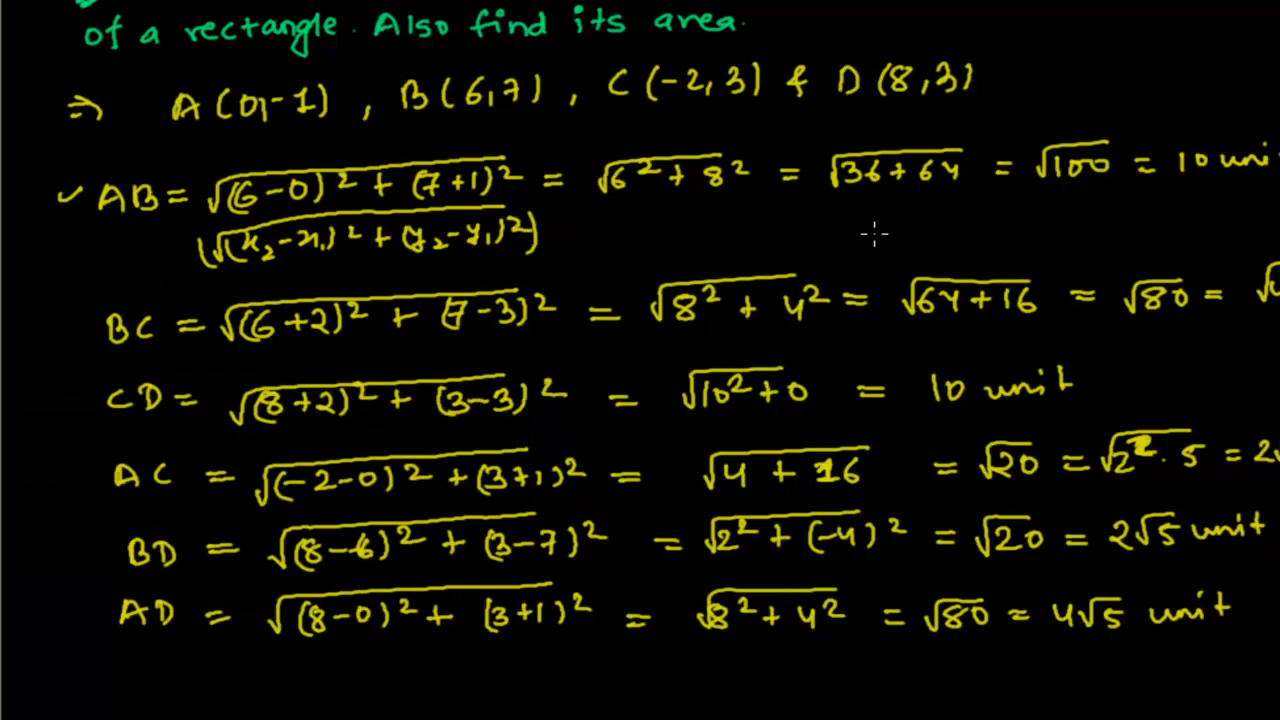 of a rectangle. Also find its area.
⇒ A(0,-1), B(6,7), C(-2,3) & D(8,3)
✓ AB = √(6-0)² + (7+1)² = √6² + 8² = √36+64 = √100 = 10 uni
(√(x₂-x₁)² + (y₂-y₁)²)
BC = √(6+2)² + (7-3)² = √8² + 4² = √64+16 = √80 = √
CD = √(8+2)² + (3-3)² = √10²+0 = 10 unit
AC = √(-2-0)² + (3+1)² = √4 + 16 = √20 = √2².5 = 2
BD = √(8-6)² + (3-7)² = √2² + (-4)² = √20 = 2√5 unit
AD = √(8-0)² + (3+1)² = √8² + 4² = √80 = 4√5 unit